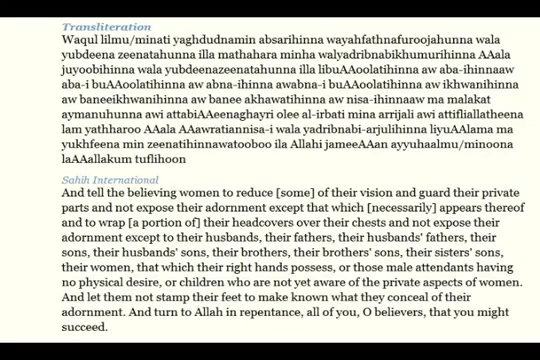 Transliteration
Waqul lilmu/minati yaghdudnamin absarihinna wayahfathnafuroojahunna wala
yubdeena zeenatahunna illa mathahara minha walyadribnabikhumurihinna AAala
juyoobihinna wala yubdeenazeenatahunna illa libuAAoolatihinna aw aba-ihinnaaw
aba-i buAAoolatihinna aw abna-ihinna awabna-i buAAoolatihinna aw ikhwanihinna
aw baneeikhwanihinna aw banee akhawatihinna aw nisa-ihinnaaw ma malakat
aymanuhunna awi attabiAAeenaghayri olee al-irbati mina arrijali awi attifliallatheena
lam yathharoo AAala AAawratiannisa-i wala yadribnabi-arjulihinna liyuAAlama ma
yukhfeena min zeenatihinnawatooboo ila Allahi jameeAAan ayyuhaalmu/minoona
laAAallakum tuflihoon
Sahih International
And tell the believing women to reduce [some] of their vision and guard their private
parts and not expose their adornment except that which [necessarily] appears thereof
and to wrap [a portion of] their headcovers over their chests and not expose their
adornment except to their husbands, their fathers, their husbands' fathers, their
sons, their husbands' sons, their brothers, their brothers' sons, their sisters' sons,
their women, that which their right hands possess, or those male attendants having
no physical desire, or children who are not yet aware of the private aspects of women.
And let them not stamp their feet to make known what they conceal of their
adornment. And turn to Allah in repentance, all of you, O believers, that you might
succeed.